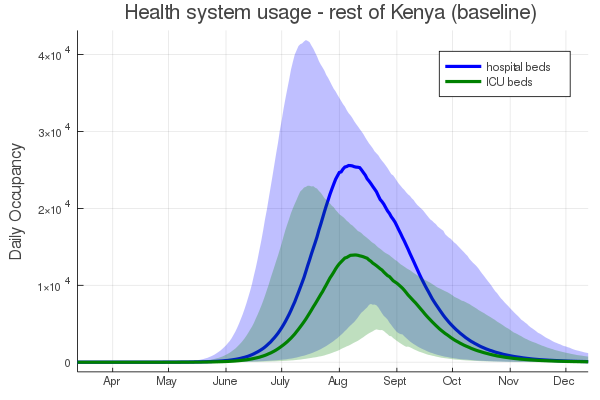 Health system usage - rest of Kenya (baseline)
Daily Occupancy
4×10⁴
3×10⁴
2×10⁴
1×10⁴
0
hospital beds
ICU beds
Apr May June July Aug Sept Oct Nov Dec